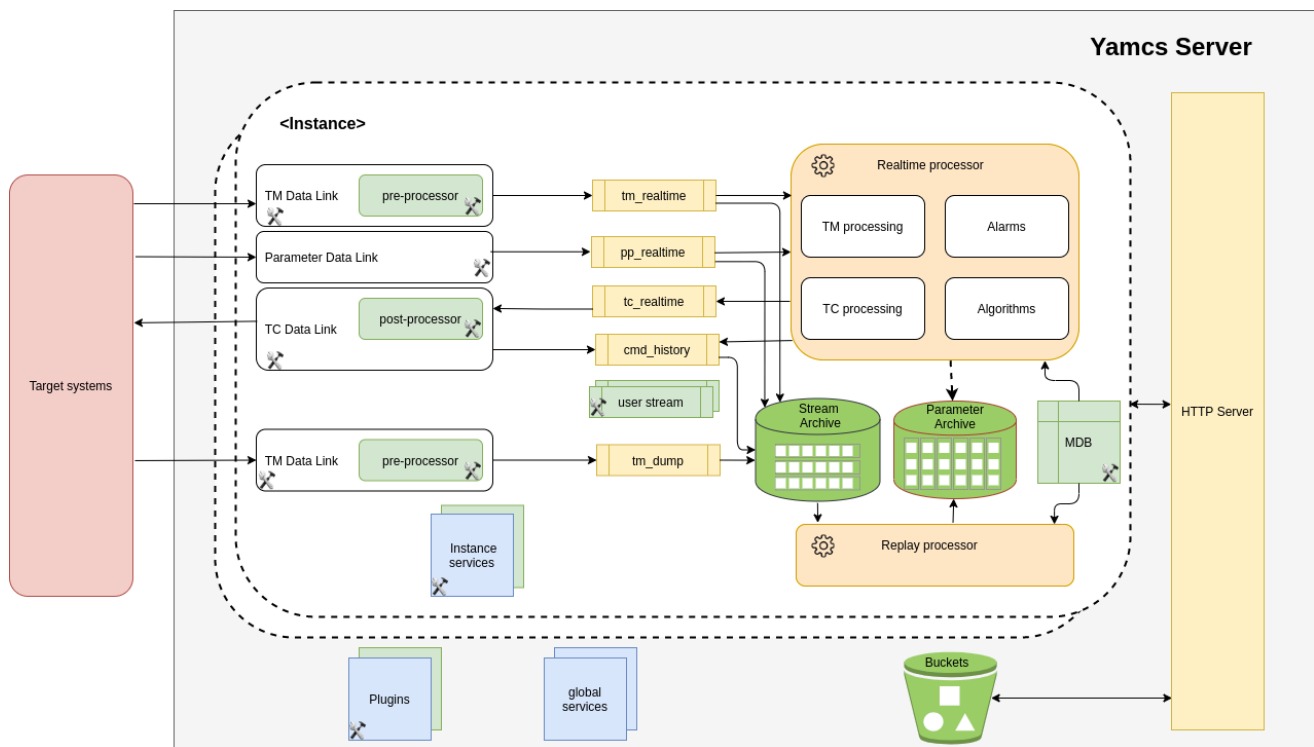 Yamcs Server
<Instance>
TM Data Link
pre-processor
tm_realtime
Realtime processor
TM processing
Alarms
Parameter Data Link
pp_realtime
TC Data Link
post-processor
tc_realtime
TC processing
Algorithms
cmd_history
Target systems
user stream
Stream
Archive
Parameter
Archive
MDB
HTTP Server
TM Data Link
pre-processor
tm_dump
Instance
services
Replay processor
Plugins
global
services
Buckets